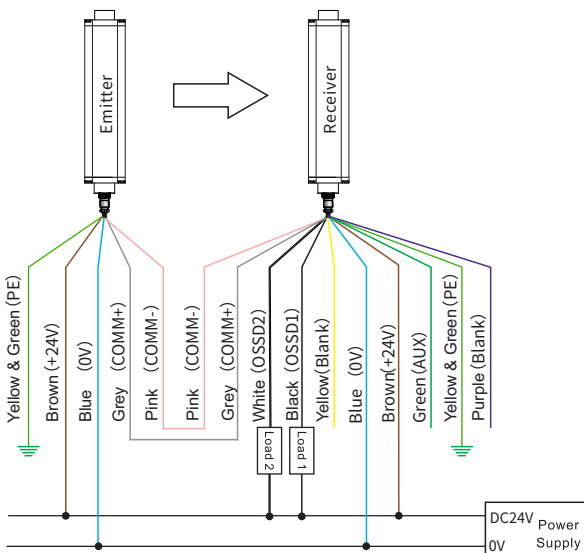 Emitter
Receiver
Yellow & Green (PE)
Brown (+24V)
Blue (0V)
Grey (COMM+)
Pink (COMM-)
Pink (COMM-)
Grey (COMM+)
White (OSSD2)
Black (OSSD1)
Yellow(Blank)
Blue (0V)
Brown(+24V)
Green(AUX)
Yellow & Green (PE)
Purple(Blank)
Load 2
Load 1
DC24V
Power
Supply
0V